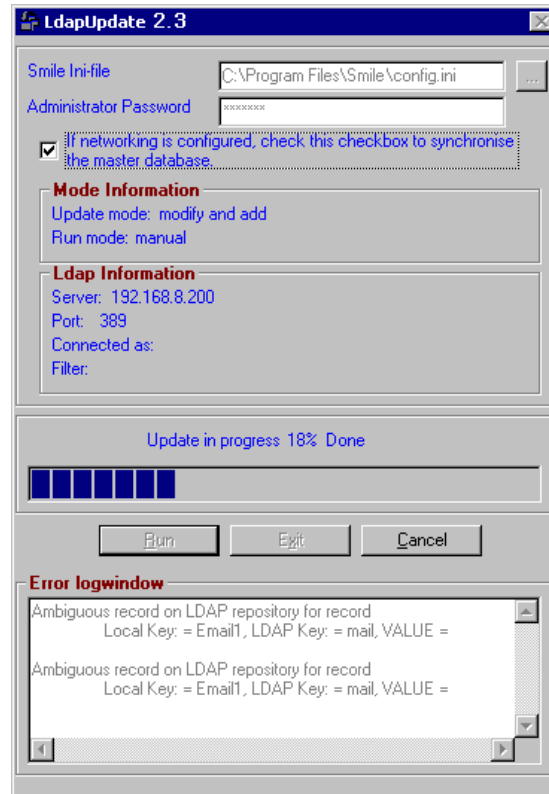 LdapUpdate 2.3
Smile Ini-file
C:\Program Files\Smile\config.ini
...
Administrator Password
xxxxxxx
If networking is configured, check this checkbox to synchronise
the master database.
Mode Information
Update mode: modify and add
Run mode: manual
Ldap Information
Server: 192.168.8.200
Port: 389
Connected as:
Filter:
Update in progress 18% Done
Run
Exit
Cancel
Error logwindow
Ambiguous record on LDAP repository for record
Local Key: = Email1, LDAP Key: = mail, VALUE =
Ambiguous record on LDAP repository for record
Local Key: = Email1, LDAP Key: = mail, VALUE =